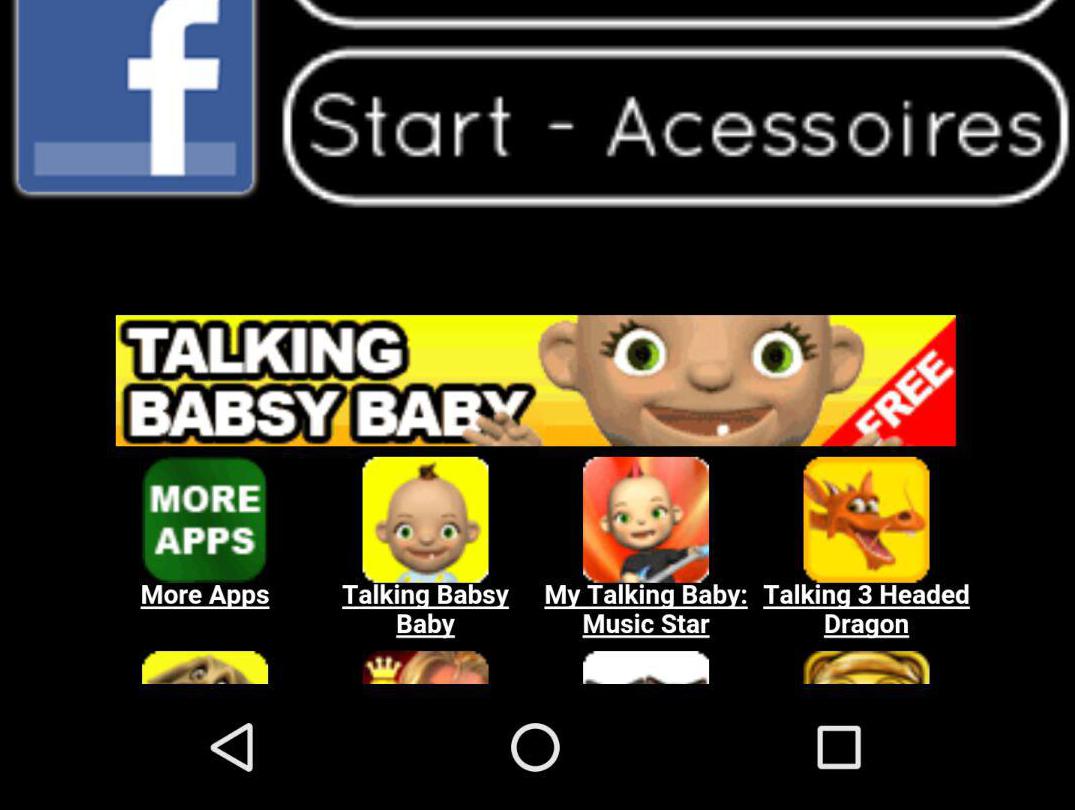 f
Start - Acessoires
TALKING
BABSY BABY
FREE
MORE
APPS
More Apps
Talking Babsy
Baby
My Talking Baby:
Music Star
Talking 3 Headed
Dragon